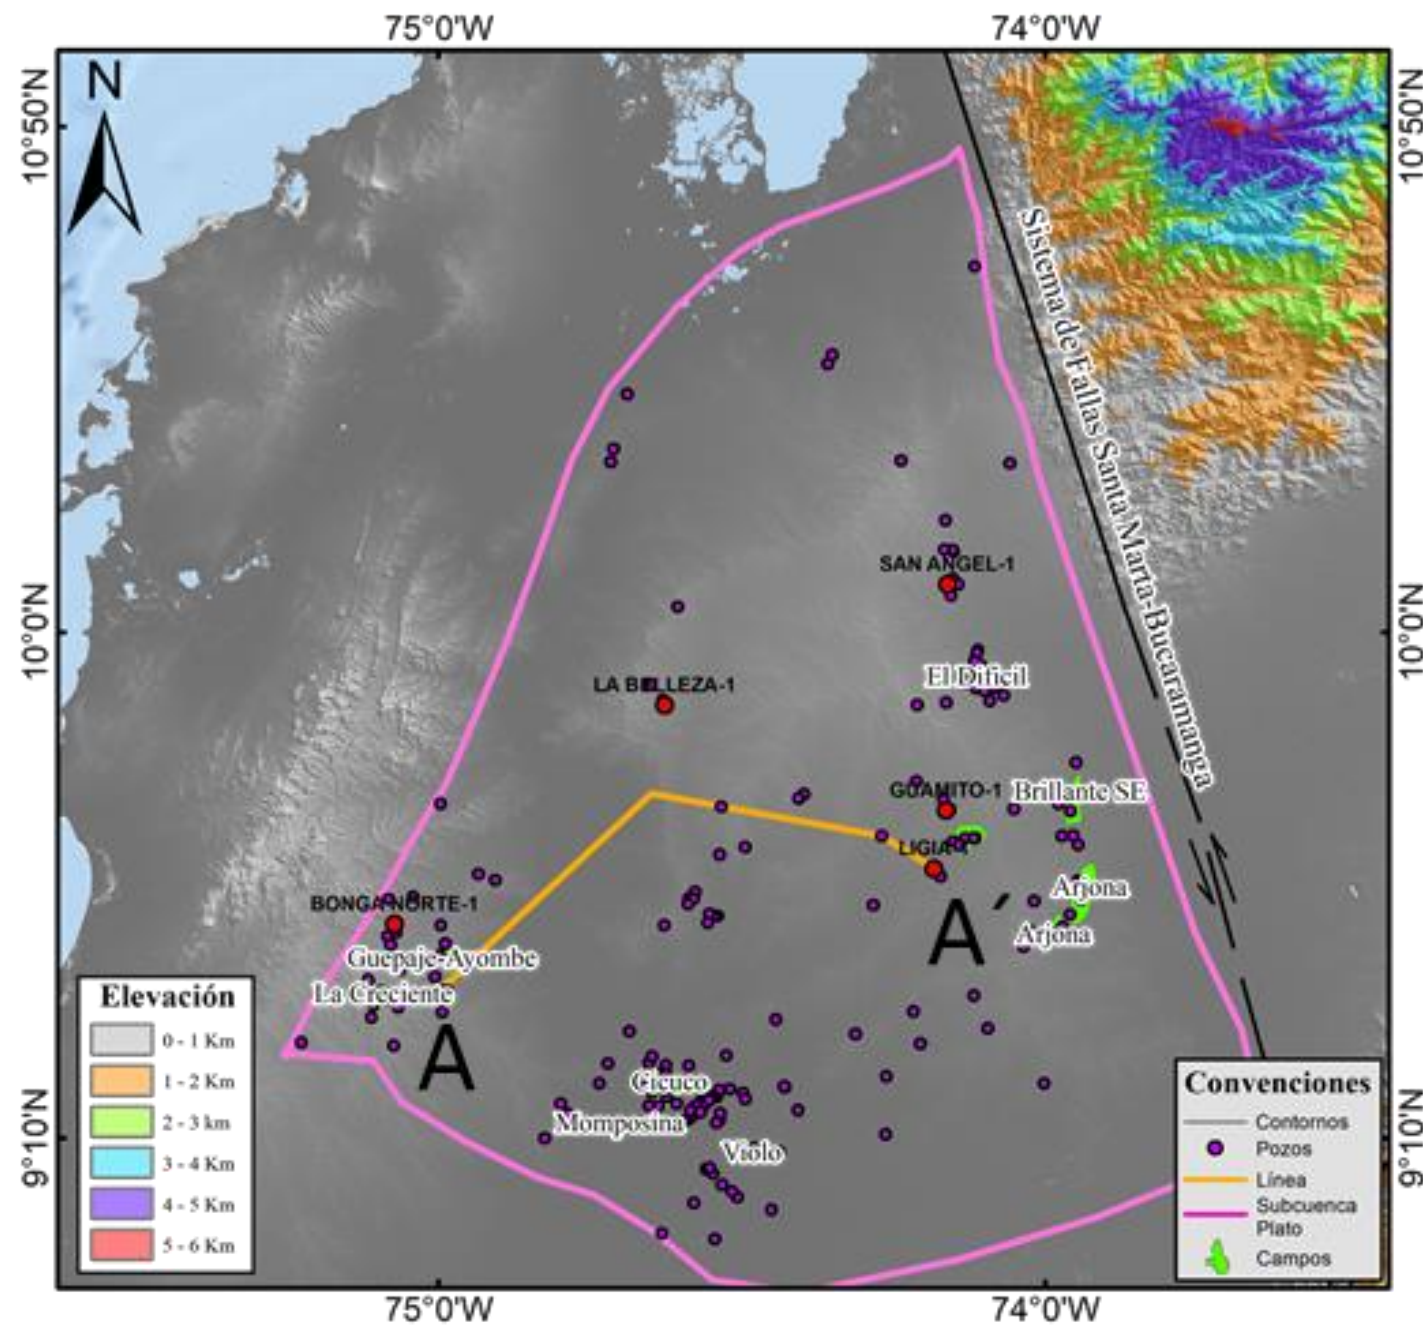 75°0'W
74°0'W
N
10°50'N
10°50'N
Sistema de Fallas Santa Marta-Bucaramanga
SAN ANGEL-1
10°0'N
10°0'N
El Dificil
LA BELLEZA-1
GUAMITO-1
Brillante SE
LIGIA-1
Arjona
BONGA NORTE-1
A´
Arjona
Guepaje-Ayombe
La Creciente
A
Elevación
0 - 1 Km
1 - 2 Km
2 - 3 km
3 - 4 Km
4 - 5 Km
5 - 6 Km
Cicuco
Momposina
Violo
9°10'N
9°10'N
Convenciones
Contornos
Pozos
Línea
Subcuenca
Plato
Campos
75°0'W
74°0'W